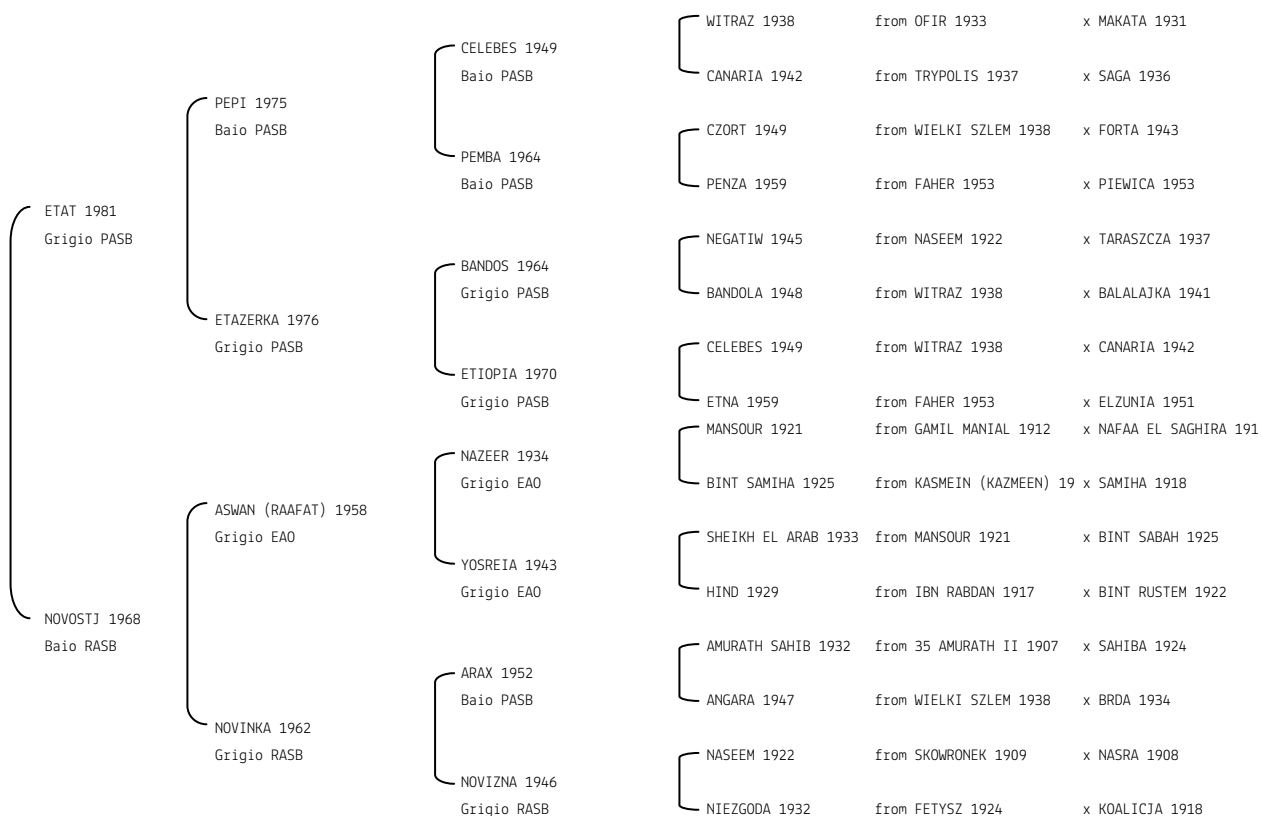 WITRAZ 1938 from OFIR 1933 x MAKATA 1931
CELEBES 1949
Baio PASB CANARIA 1942 from TRYPOLIS 1937 x SAGA 1936
PEPI 1975
Baio PASB CZORT 1949 from WIELKI SZLEM 1938 x FORTA 1943
PEMBA 1964
Baio PASB PENZA 1959 from FAHER 1953 x PIEWICA 1953
ETAT 1981
Grigio PASB NEGATIW 1945 from NASEEM 1922 x TARASZCZA 1937
BANDOS 1964
Grigio PASB BANDOLA 1948 from WITRAZ 1938 x BALALAJKA 1941
ETAZERKA 1976
Grigio PASB CELEBES 1949 from WITRAZ 1938 x CANARIA 1942
ETIOPIA 1970
Grigio PASB ETNA 1959 from FAHER 1953 x ELZUNIA 1951
MANSOUR 1921 from GAMIL MANIAL 1912 x NAFAA EL SAGHIRA 191
NAZEER 1934
Grigio EAO BINT SAMIHA 1925 from KASMEIN (KAZMEEN) 19 x SAMIHA 1918
ASWAN (RAAFAT) 1958
Grigio EAO SHEIKH EL ARAB 1933 from MANSOUR 1921 x BINT SABAH 1925
YOSREIA 1943
Grigio EAO HIND 1929 from IBN RABDAN 1917 x BINT RUSTEM 1922
NOVOSTJ 1968
Baio RASB AMURATH SAHIB 1932 from 35 AMURATH II 1907 x SAHIBA 1924
ARAX 1952
Baio PASB ANGARA 1947 from WIELKI SZLEM 1938 x BRDA 1934
NOVINKA 1962
Grigio RASB NASEEM 1922 from SKOWRONEK 1909 x NASRA 1908
NOVIZNA 1946
Grigio RASB NIEZGODA 1932 from FETYSZ 1924 x KOALICJA 1918